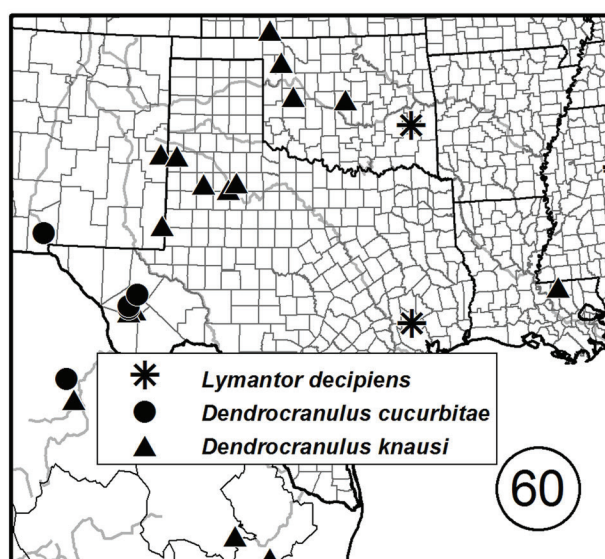 Lymantor decipiens
Dendrocranulus cucurbitae
Dendrocranulus knausi
60